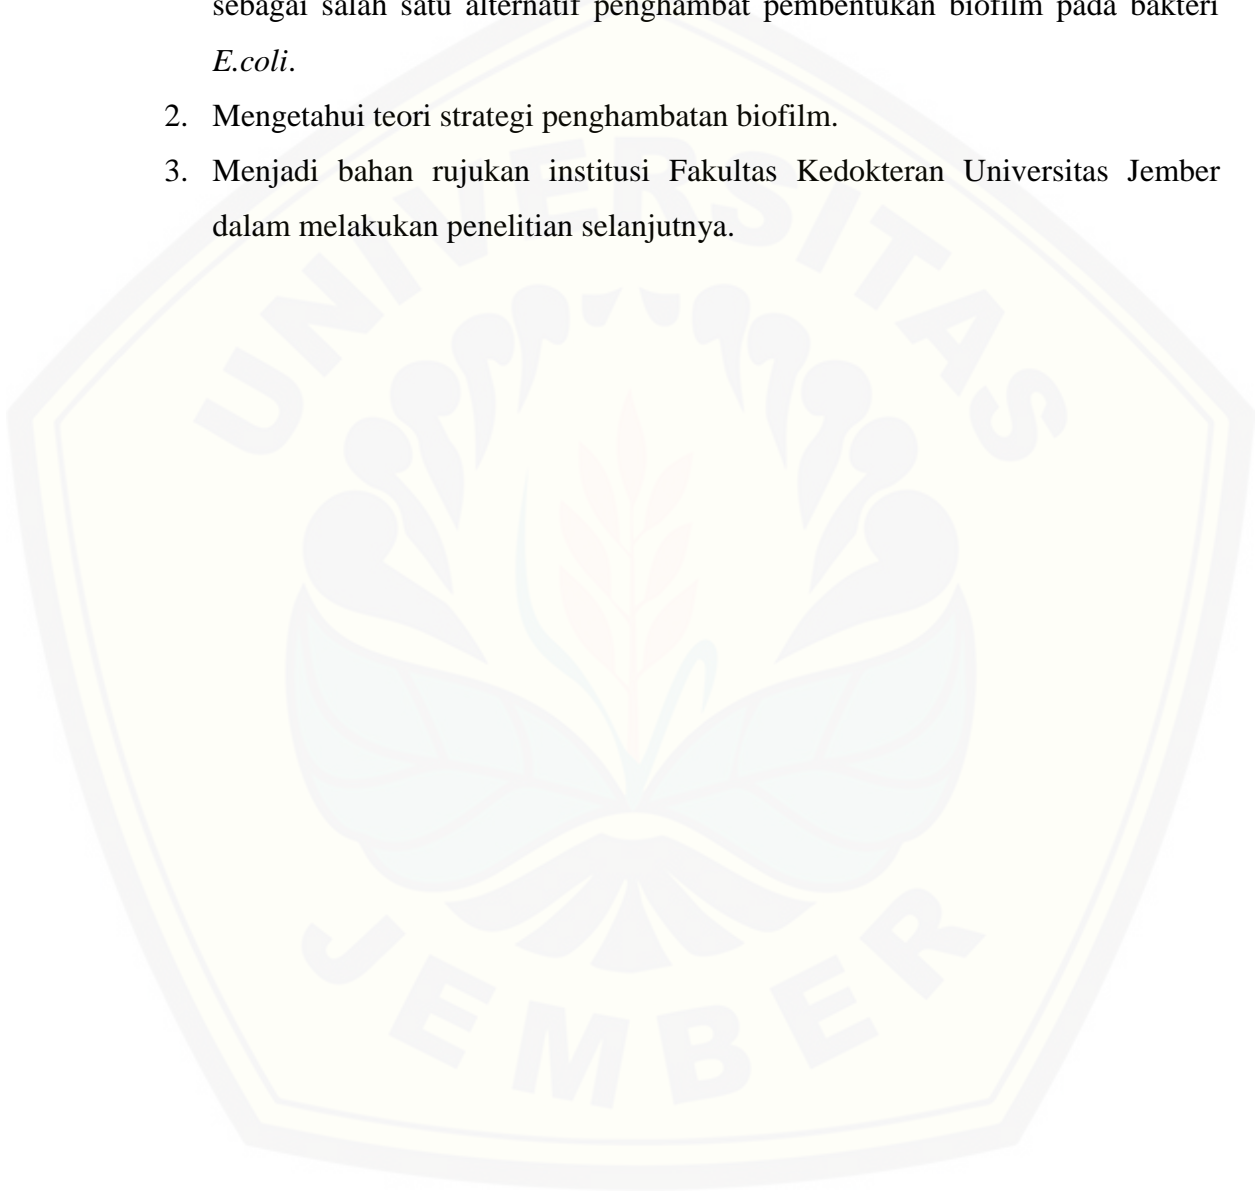 sebagai salah satu alternatif penghambat pembentukan biofilm pada bakteri
E.coli.
2. Mengetahui teori strategi penghambatan biofilm.
3. Menjadi bahan rujukan institusi Fakultas Kedokteran Universitas Jember
dalam melakukan penelitian selanjutnya.
UNIVERSITAS
JEMBER